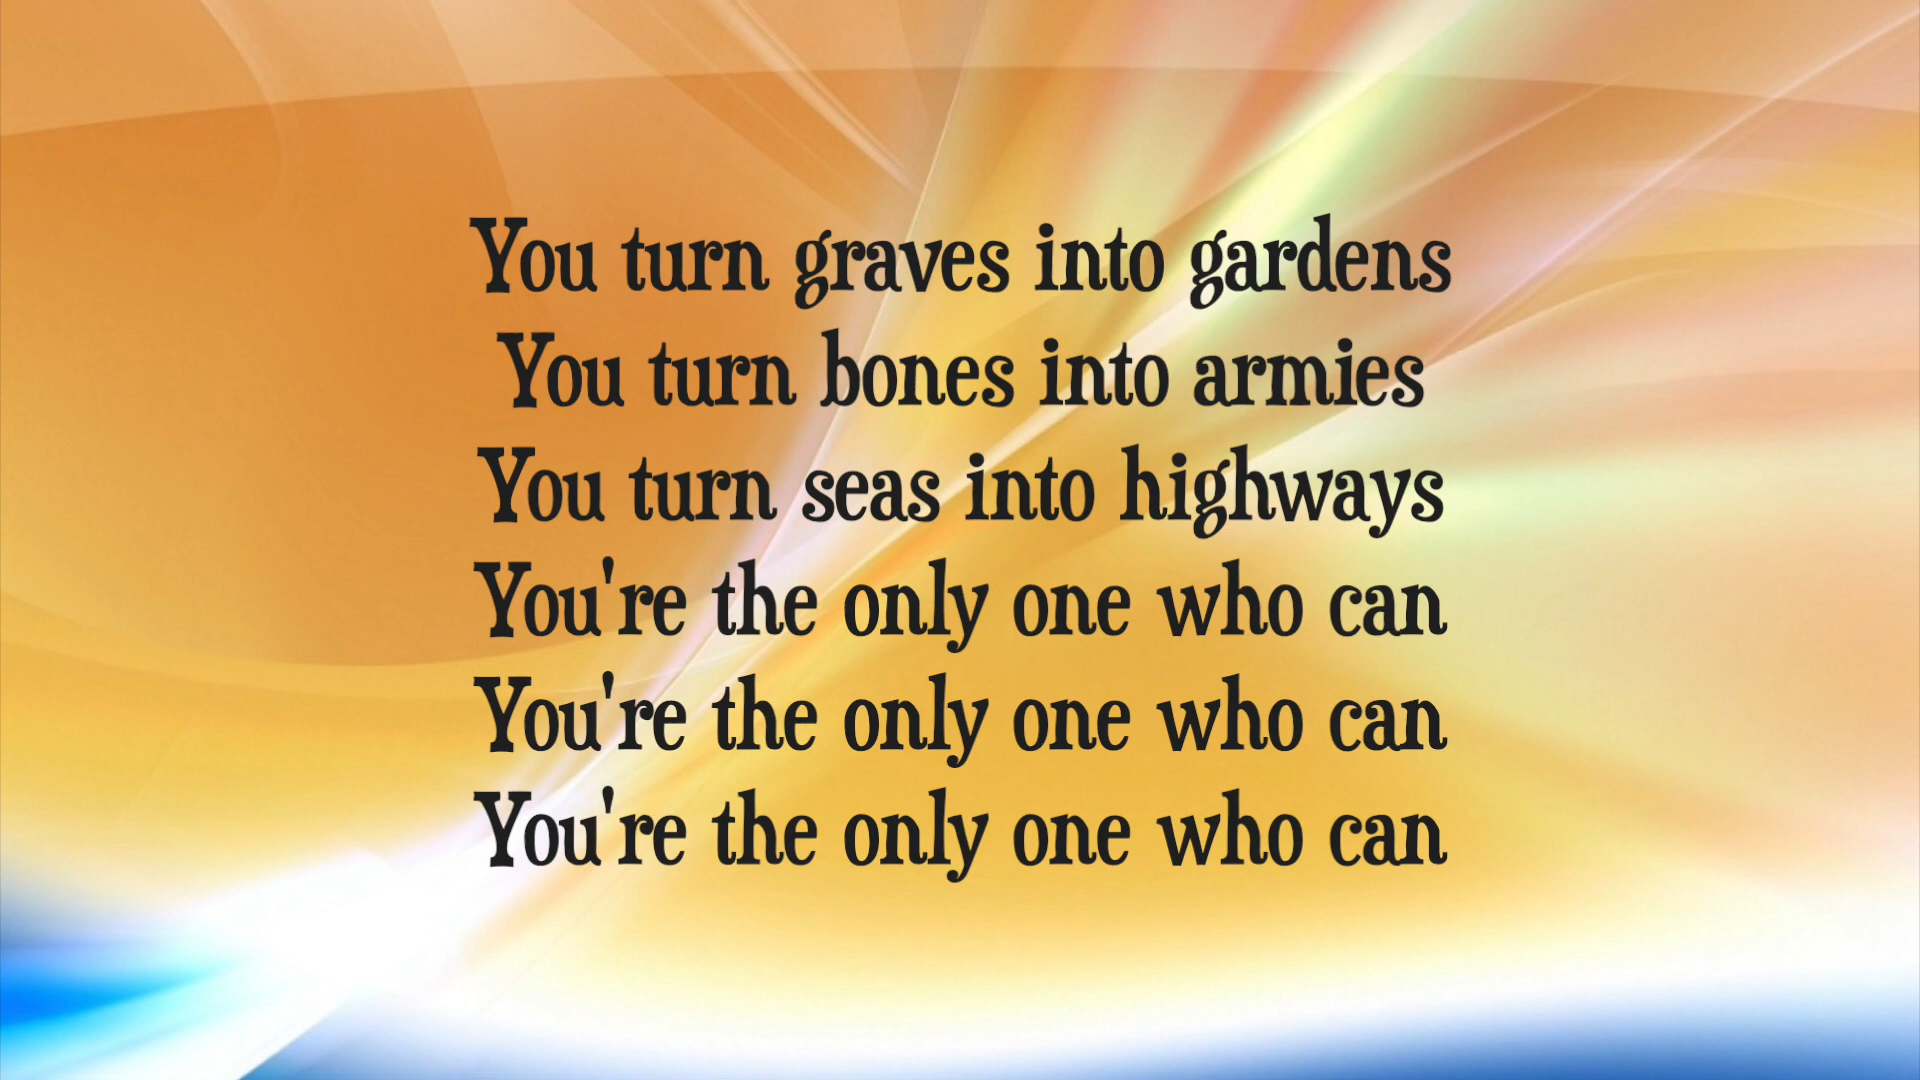 You turn graves into gardens
You turn bones into armies
You turn seas into highways
You're the only one who can
You're the only one who can
You're the only one who can